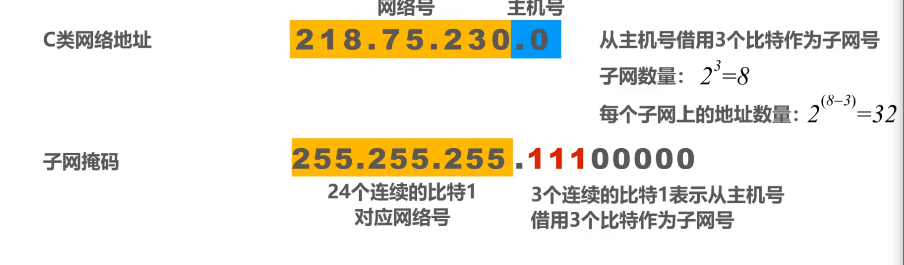 网络号 主机号
C类网络地址 218.75.230.0 从主机号借用3个比特作为子网号
子网数量： 2^3=8
每个子网上的地址数量：2^(8-3)=32
子网掩码 255.255.255.11100000
24个连续的比特1 3个连续的比特1表示从主机号
对应网络号 借用3个比特作为子网号